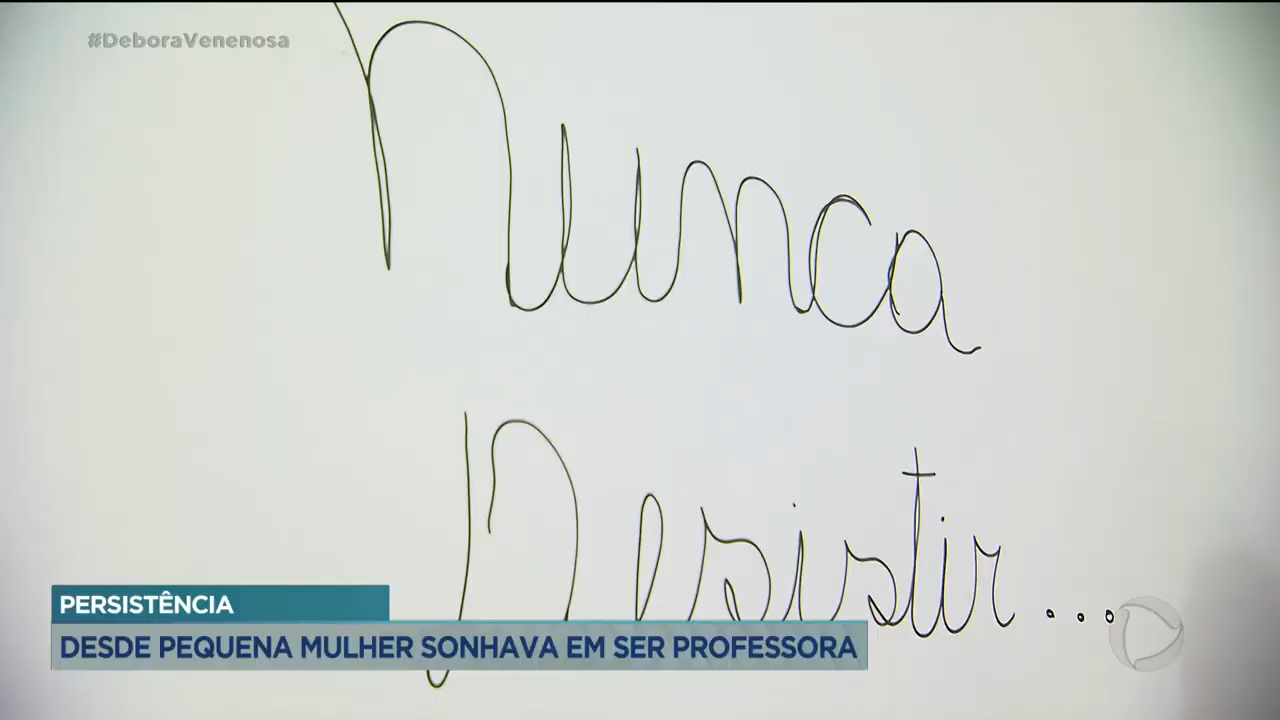 #DeboraVenenosa
Nunca
Desistir...
PERSISTÊNCIA
DESDE PEQUENA MULHER SONHAVA EM SER PROFESSORA